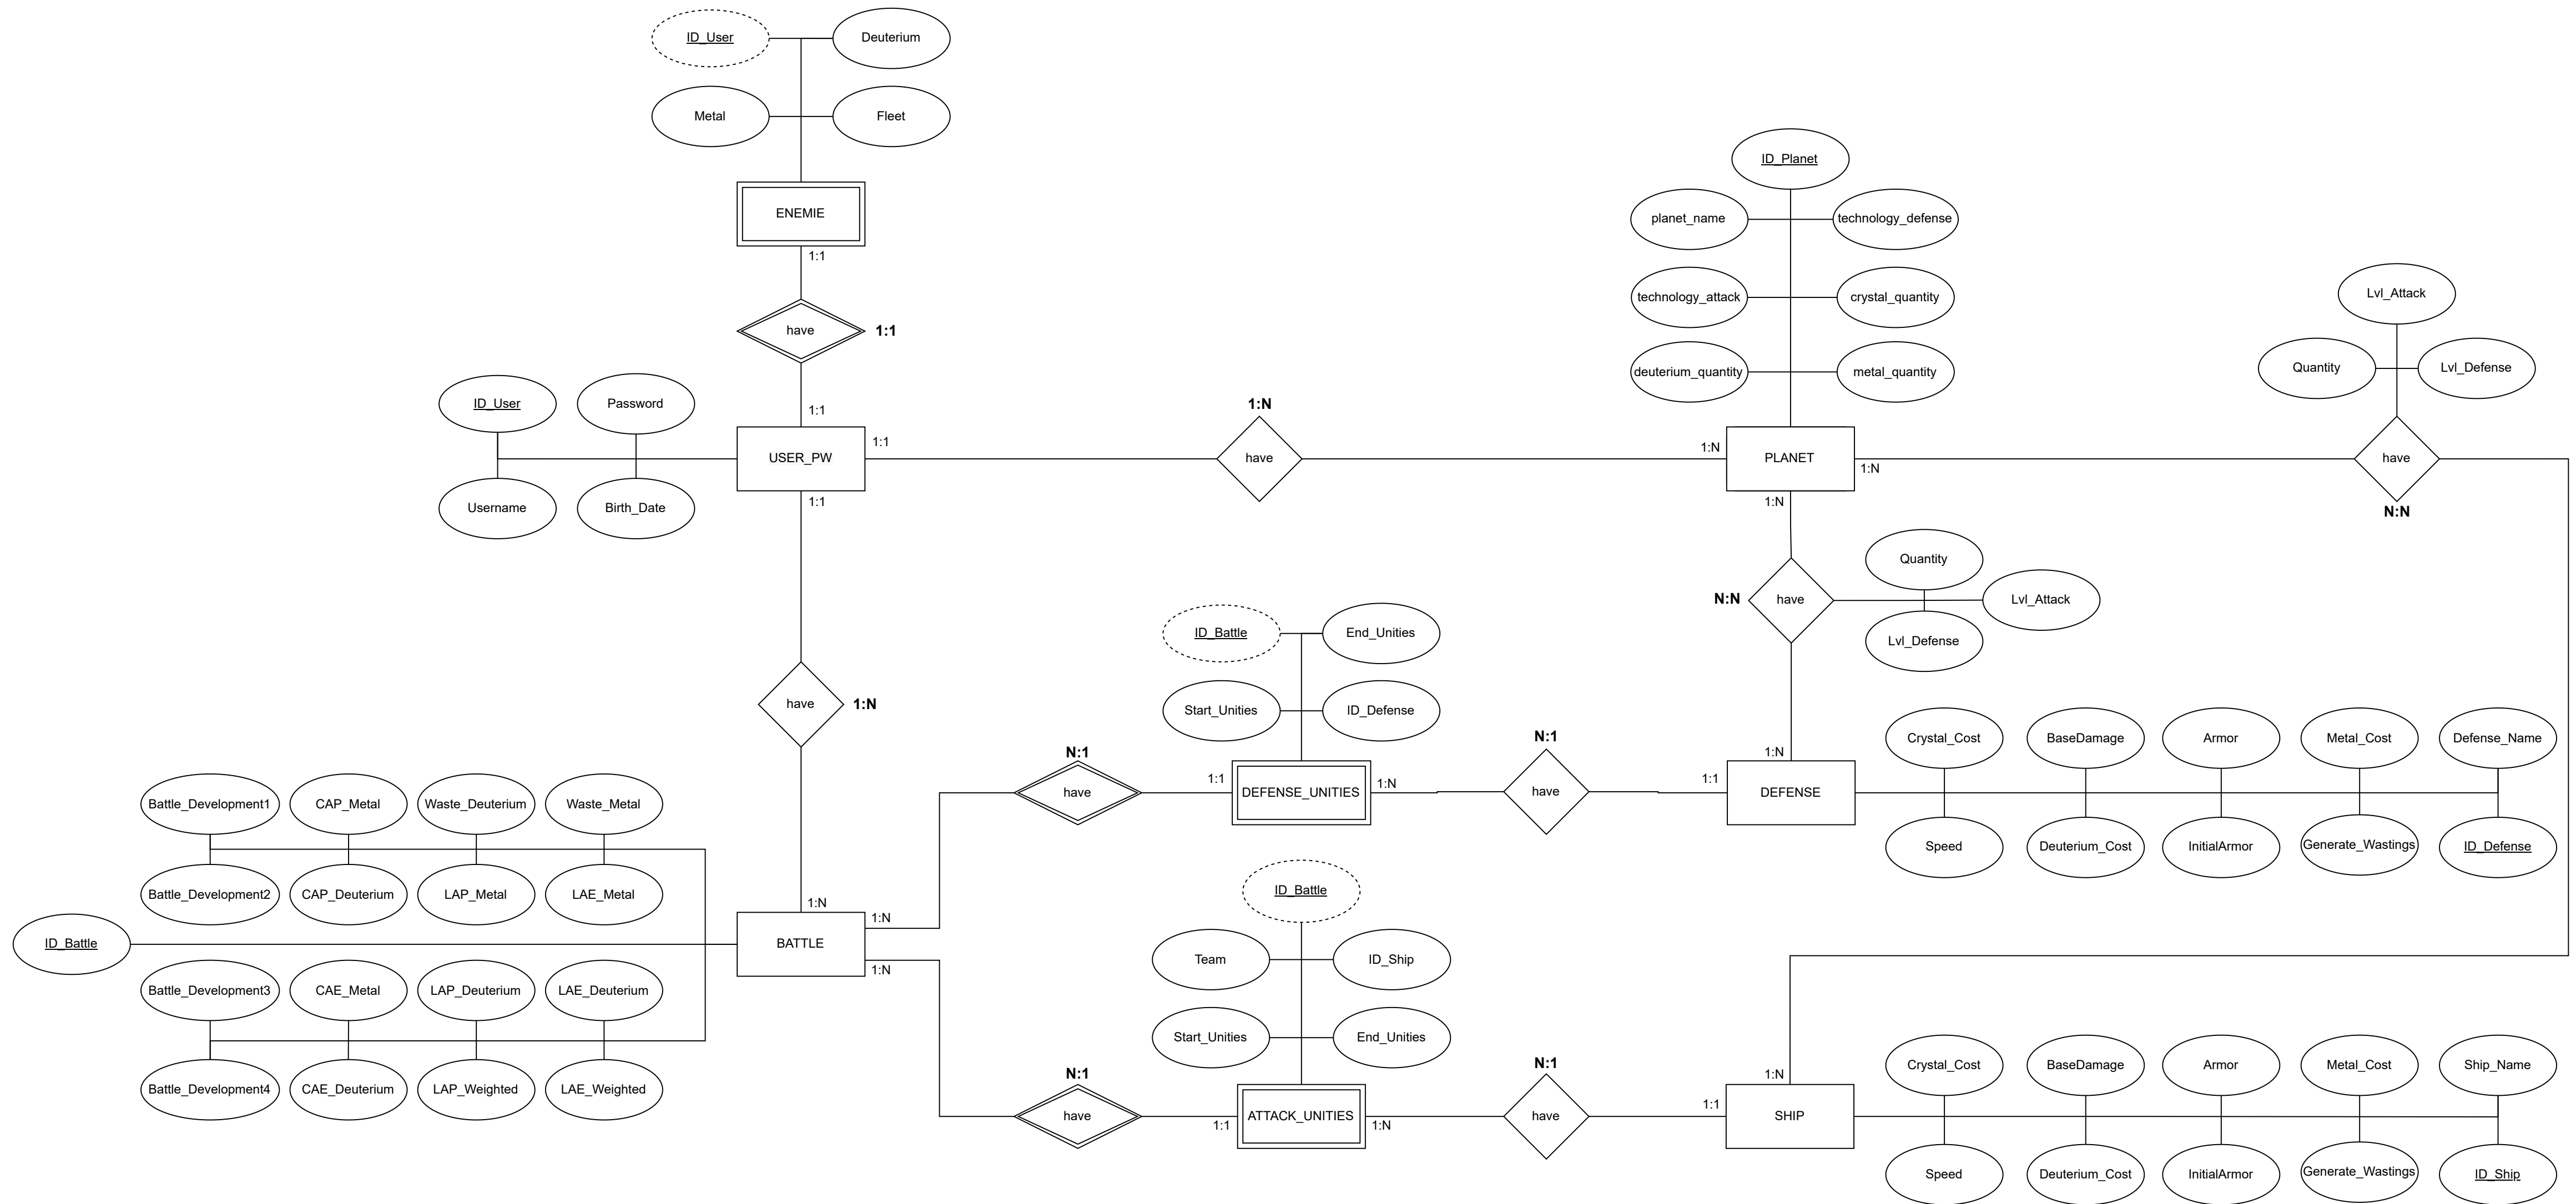 ID_User
Deuterium
Metal
Fleet
ENEMIE
1:1
have
1:1
1:1
ID_User
Password
USER_PW
Username
Birth_Date
1:1
1:1
1:N
have
1:N
ID_Planet
planet_name
technology_defense
technology_attack
crystal_quantity
deuterium_quantity
metal_quantity
PLANET
1:N
1:N
Lvl_Attack
Quantity
Lvl_Defense
have
N:N
Quantity
N:N
have
Lvl_Attack
Lvl_Defense
1:N
have
1:N
1:N
ID_Battle
End_Unities
Start_Unities
ID_Defense
N:1
have
1:1
DEFENSE_UNITIES
1:N
N:1
have
1:1
DEFENSE
Crystal_Cost
BaseDamage
Armor
Metal_Cost
Defense_Name
Speed
Deuterium_Cost
InitialArmor
Generate_Wastings
ID_Defense
Battle_Development1
CAP_Metal
Waste_Deuterium
Waste_Metal
Battle_Development2
CAP_Deuterium
LAP_Metal
LAE_Metal
ID_Battle
BATTLE
1:N
1:N
Battle_Development3
CAE_Metal
LAP_Deuterium
LAE_Deuterium
Battle_Development4
CAE_Deuterium
LAP_Weighted
LAE_Weighted
ID_Battle
Team
ID_Ship
Start_Unities
End_Unities
N:1
have
1:1
ATTACK_UNITIES
1:N
N:1
have
1:1
1:N
SHIP
Crystal_Cost
BaseDamage
Armor
Metal_Cost
Ship_Name
Speed
Deuterium_Cost
InitialArmor
Generate_Wastings
ID_Ship